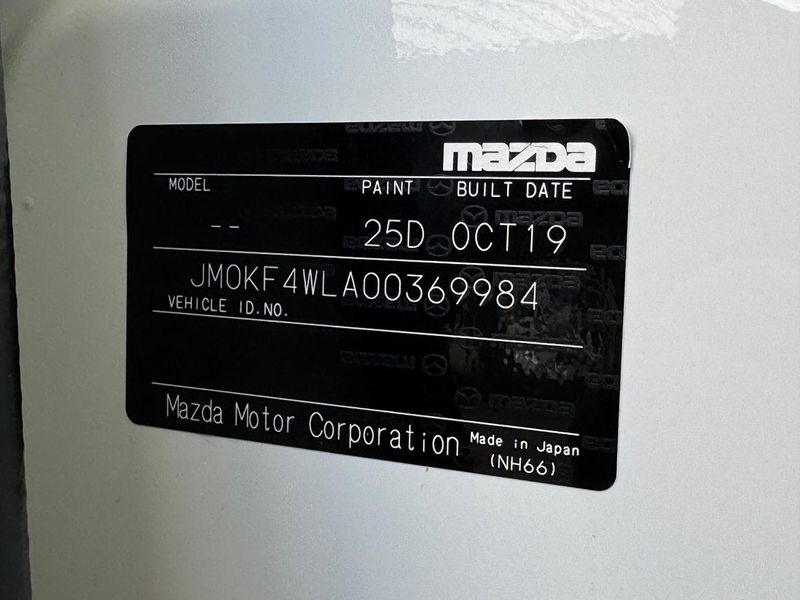 mazda
MODEL PAINT BUILT DATE
-- 25D OCT19
JM0KF4WLA00369984
VEHICLE ID.NO.
Mazda Motor Corporation Made in Japan
(NH66)